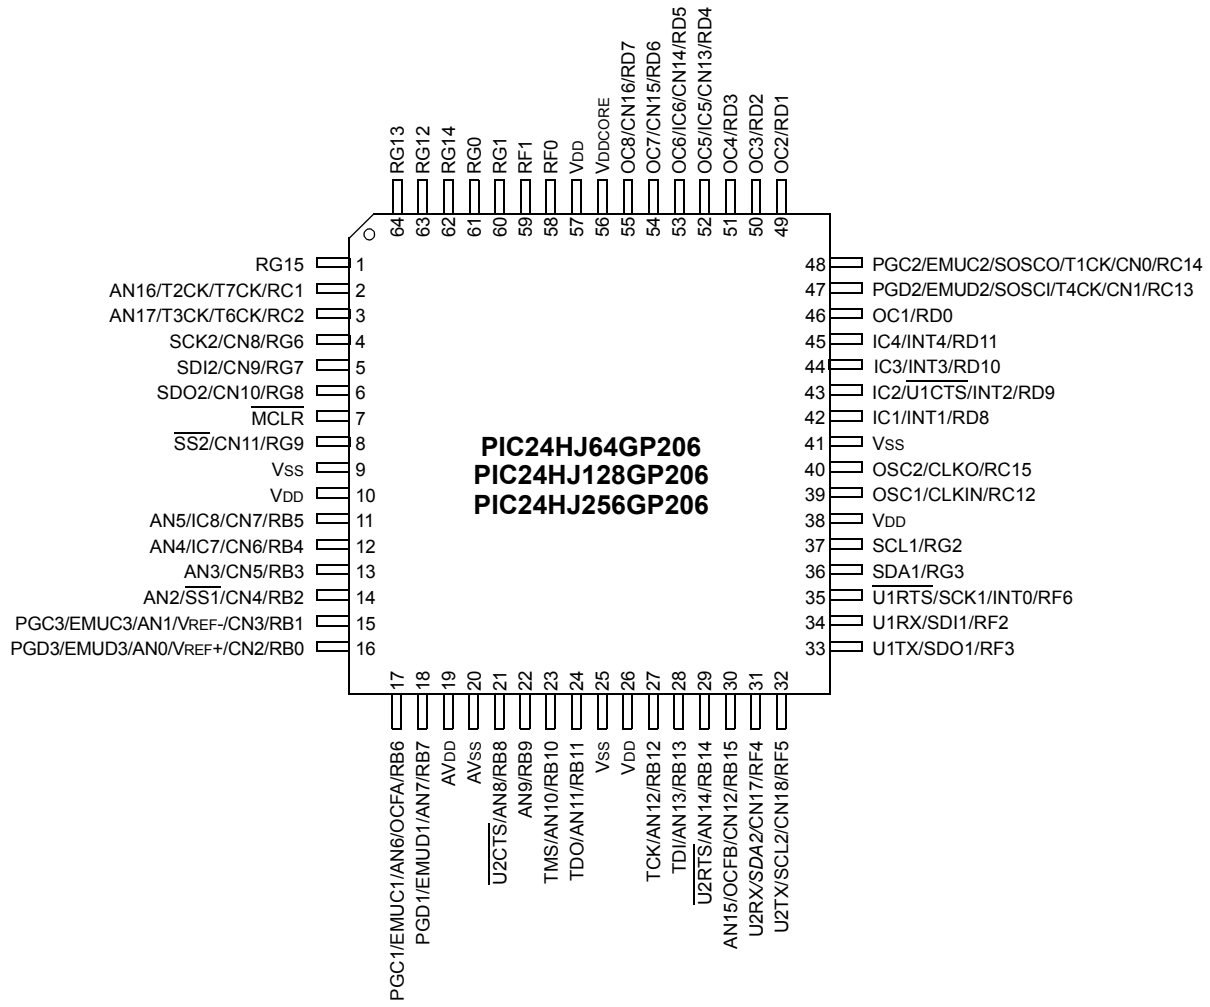 RG13
RG12
RG14
RG0
RG1
RF1
RF0
VDD
VDDCORE
OC8/CN16/RD7
OC7/CN15/RD6
OC6/IC6/CN14/RD5
OC5/IC5/CN13/RD4
OC4/RD3
OC3/RD2
OC2/RD1
64
63
62
61
60
59
58
57
56
55
54
53
52
51
50
49
RG15 1
AN16/T2CK/T7CK/RC1 2
AN17/T3CK/T6CK/RC2 3
SCK2/CN8/RG6 4
SDI2/CN9/RG7 5
SDO2/CN10/RG8 6
MCLR 7
SS2/CN11/RG9 8
VSS 9
VDD 10
AN5/IC8/CN7/RB5 11
AN4/IC7/CN6/RB4 12
AN3/CN5/RB3 13
AN2/SS1/CN4/RB2 14
PGC3/EMUC3/AN1/VREF-/CN3/RB1 15
PGD3/EMUD3/AN0/VREF+/CN2/RB0 16
PIC24HJ64GP206
PIC24HJ128GP206
PIC24HJ256GP206
48 PGC2/EMUC2/SOSCO/T1CK/CN0/RC14
47 PGD2/EMUD2/SOSCI/T4CK/CN1/RC13
46 OC1/RD0
45 IC4/INT4/RD11
44 IC3/INT3/RD10
43 IC2/U1CTS/INT2/RD9
42 IC1/INT1/RD8
41 VSS
40 OSC2/CLKO/RC15
39 OSC1/CLKIN/RC12
38 VDD
37 SCL1/RG2
36 SDA1/RG3
35 U1RTS/SCK1/INT0/RF6
34 U1RX/SDI1/RF2
33 U1TX/SDO1/RF3
17
18
19
20
21
22
23
24
25
26
27
28
29
30
31
32
PGC1/EMUC1/AN6/OCFA/RB6
PGD1/EMUD1/AN7/RB7
AVDD
AVSS
U2CTS/AN8/RB8
AN9/RB9
TMS/AN10/RB10
TDO/AN11/RB11
VSS
VDD
TCK/AN12/RB12
TDI/AN13/RB13
U2RTS/AN14/RB14
AN15/OCFB/CN12/RB15
U2RX/SDA2/CN17/RF4
U2TX/SCL2/CN18/RF5